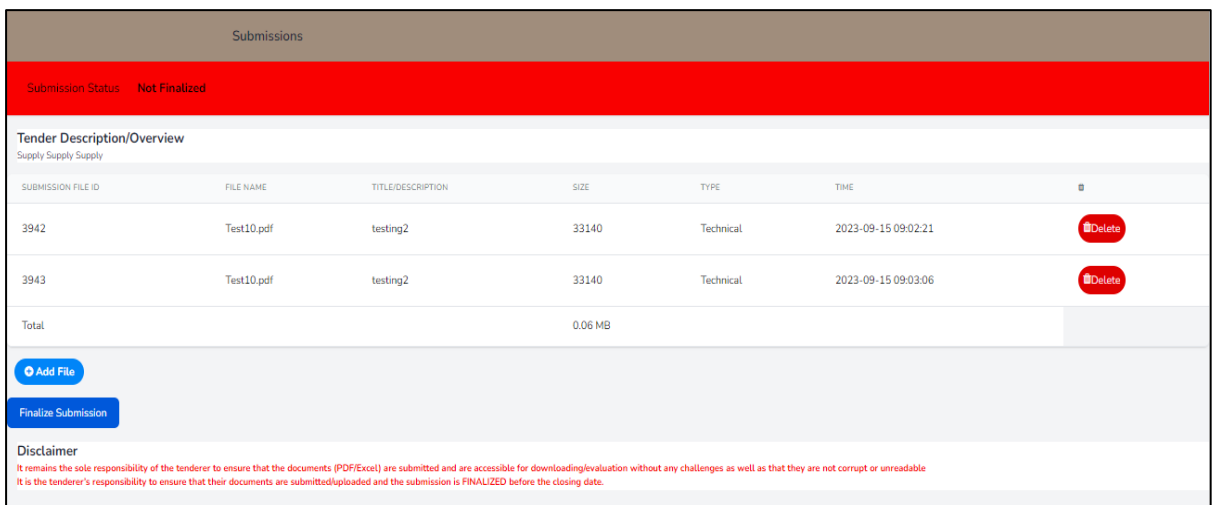 Submissions
Submission Status Not Finalized
Tender Description/Overview
Supply Supply Supply
SUBMISSION FILE ID FILE NAME TITLE/DESCRIPTION SIZE TYPE TIME
3942 Test10.pdf testing2 33140 Technical 2023-09-15 09:02:21 Delete
3943 Test10.pdf testing2 33140 Technical 2023-09-15 09:03:06 Delete
Total 0.06 MB
Add File
Finalize Submission
Disclaimer
It remains the sole responsibility of the tenderer to ensure that the documents (PDF/Excel) are submitted and are accessible for downloading/evaluation without any challenges as well as that they are not corrupt or unreadable
It is the tenderer's responsibility to ensure that their documents are submitted/uploaded and the submission is FINALIZED before the closing date.